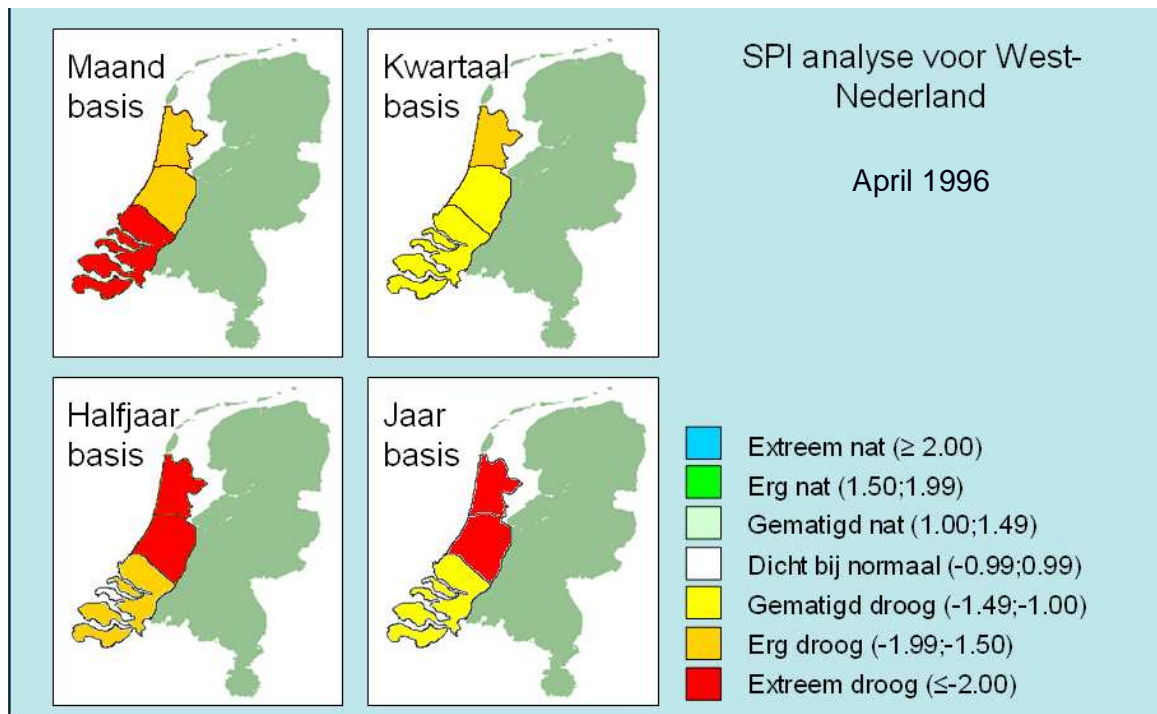 Maand
basis
Kwartaal
basis
SPI analyse voor West-
Nederland
April 1996
Halfjaar
basis
Jaar
basis
Extreem nat (≥ 2.00)
Erg nat (1.50;1.99)
Gematigd nat (1.00;1.49)
Dicht bij normaal (-0.99;0.99)
Gematigd droog (-1.49;-1.00)
Erg droog (-1.99;-1.50)
Extreem droog (≤-2.00)